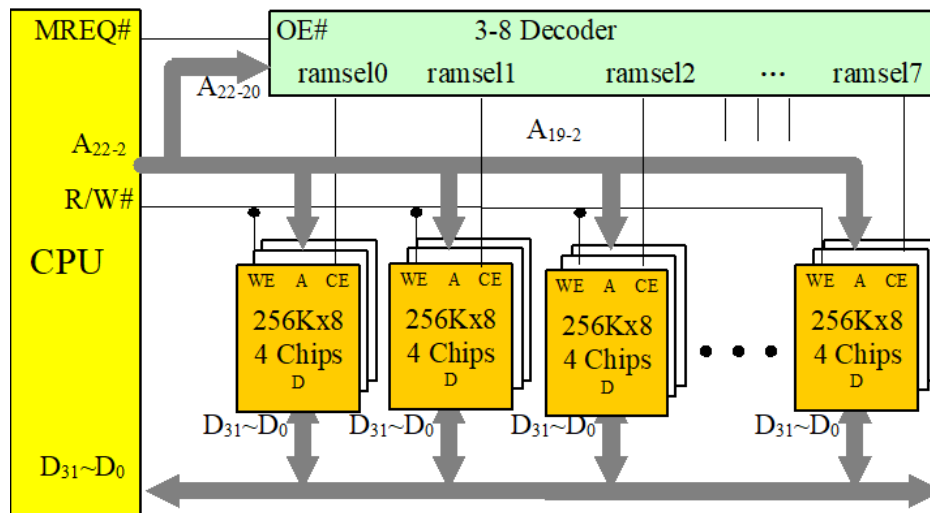 MREQ# OE# 3-8 Decoder
ramsel0 ramsel1 ramsel2 ... ramsel7
A22-20
A22-2 A19-2
R/W#
CPU
WE A CE WE A CE WE A CE WE A CE
256Kx8 256Kx8 256Kx8 256Kx8
4 Chips 4 Chips 4 Chips 4 Chips
D D D D
D31~D0 D31~D0 D31~D0 D31~D0
D31~D0